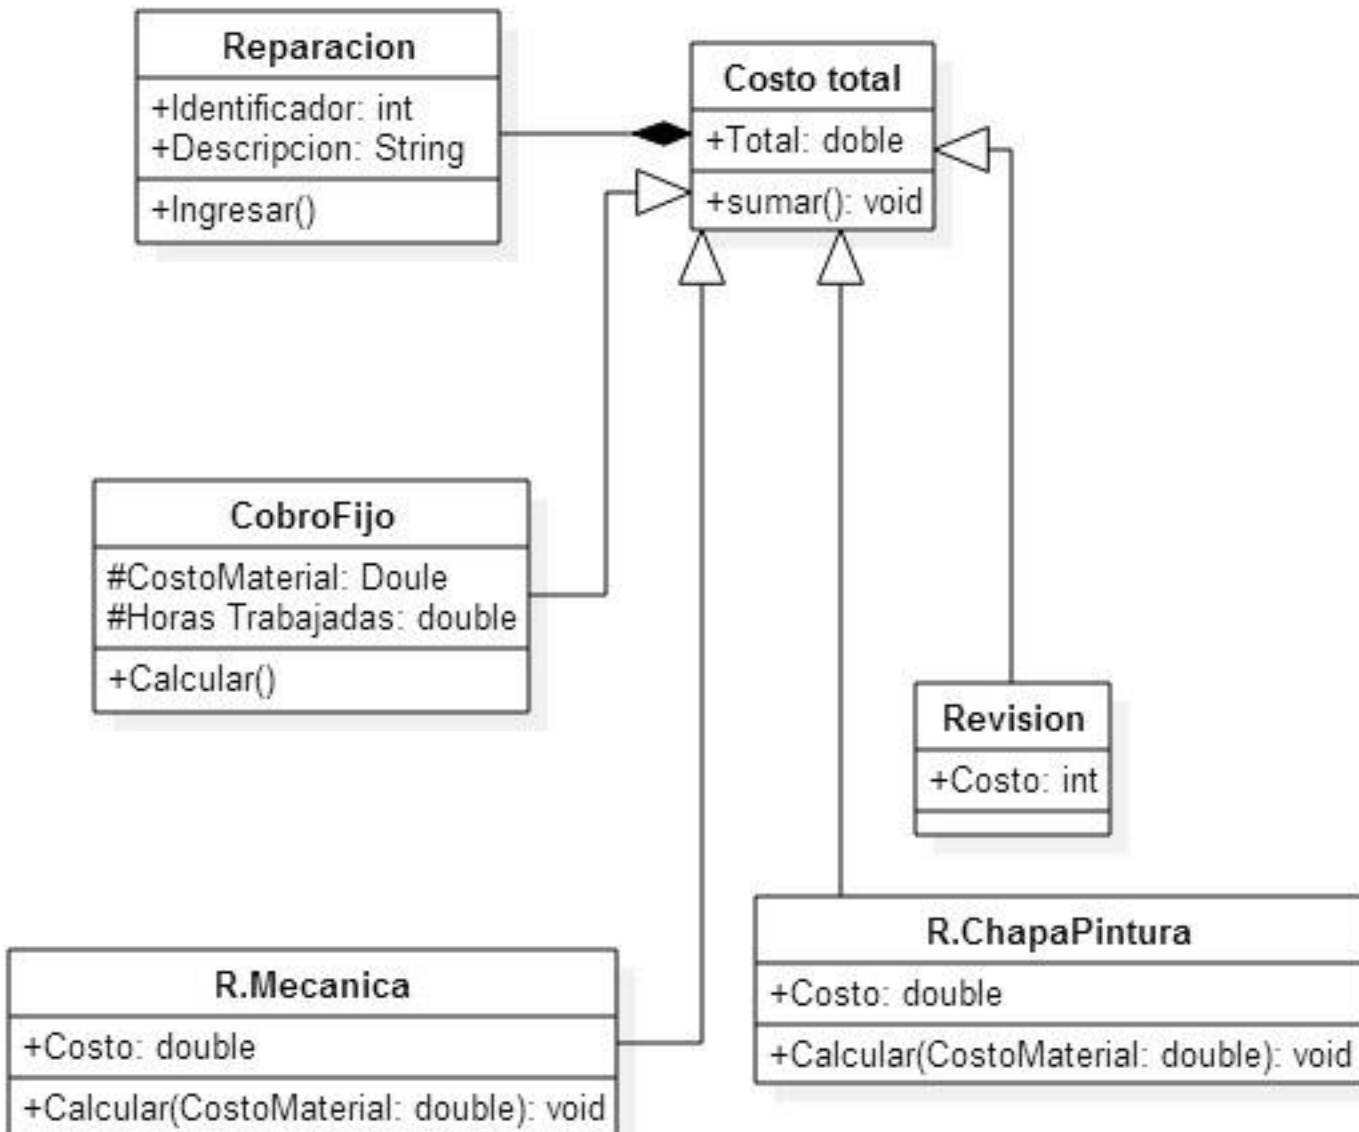 Reparacion
+Identificador: int
+Descripcion: String
+Ingresar()
Costo total
+Total: doble
+sumar(): void
CobroFijo
#CostoMaterial: Doule
#Horas Trabajadas: double
+Calcular()
Revision
+Costo: int
R.ChapaPintura
+Costo: double
+Calcular(CostoMaterial: double): void
R.Mecanica
+Costo: double
+Calcular(CostoMaterial: double): void